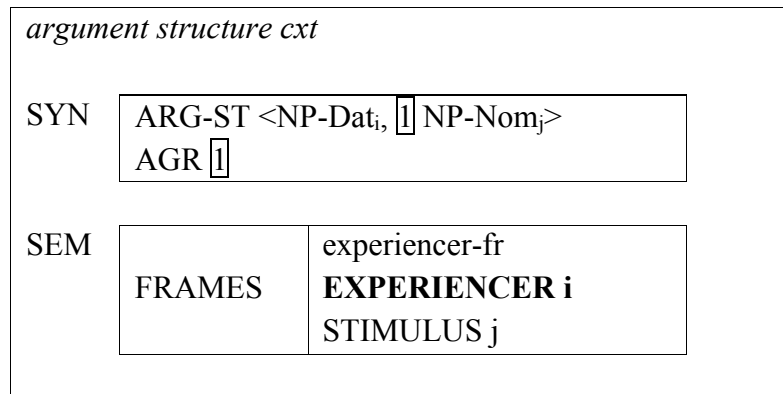 argument structure cxt
SYN ARG-ST <NP-Datᵢ, 1 NP-Nomⱼ>
AGR 1
SEM experiencer-fr
FRAMES EXPERIENCER i
STIMULUS j